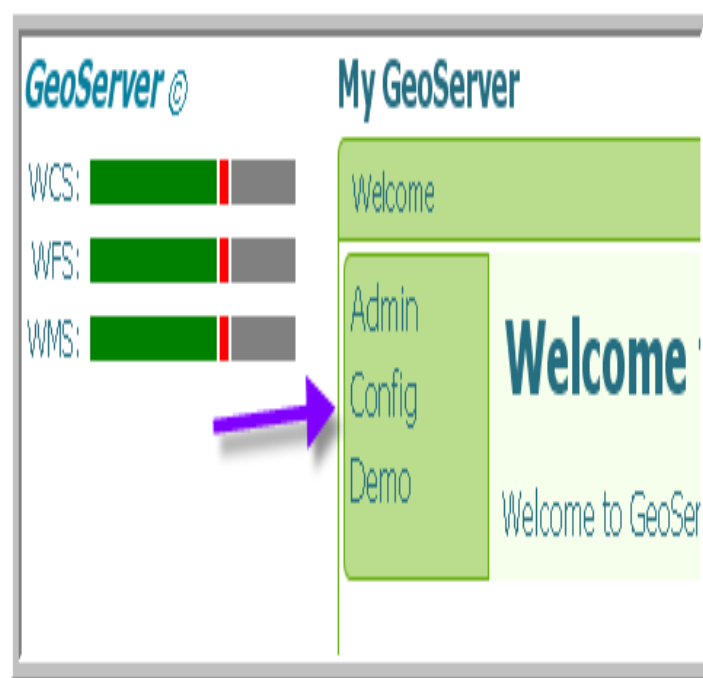 GeoServer ©
WCS:
WFS:
WMS:
My GeoServer
Welcome
Admin
Config
Demo
Welcome
Welcome to GeoSer